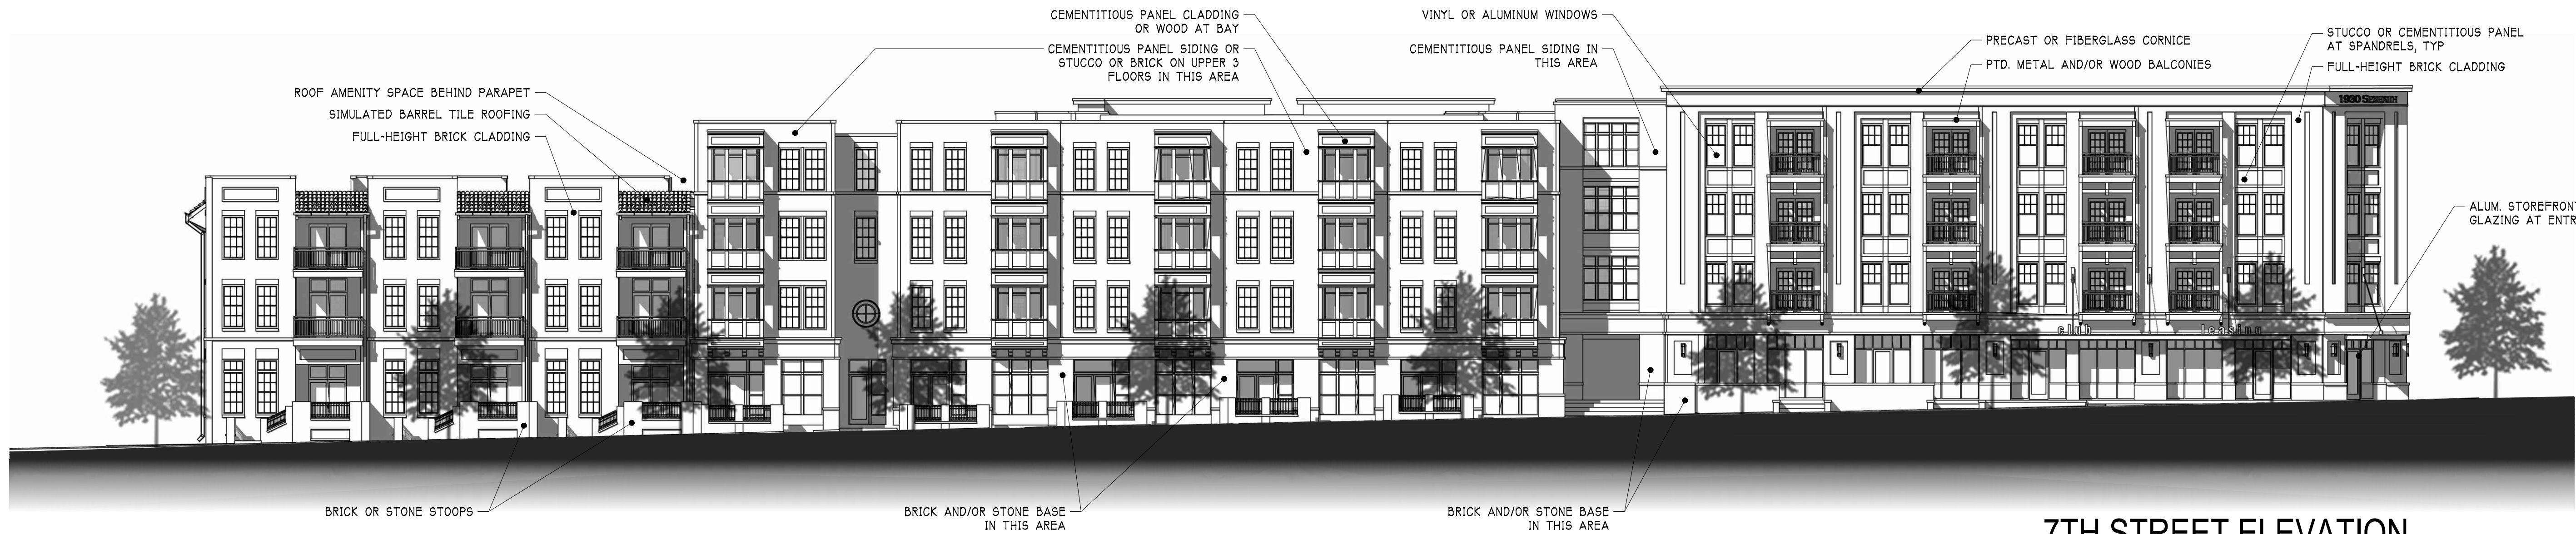 CEMENTITIOUS PANEL CLADDING
OR WOOD AT BAY
VINYL OR ALUMINUM WINDOWS
STUCCO OR CEMENTITIOUS PANEL
AT SPANDRELS, TYP
PRECAST OR FIBERGLASS CORNICE
CEMENTITIOUS PANEL SIDING OR
STUCCO OR BRICK ON UPPER 3
FLOORS IN THIS AREA
CEMENTITIOUS PANEL SIDING IN
THIS AREA
PTD. METAL AND/OR WOOD BALCONIES
FULL-HEIGHT BRICK CLADDING
ROOF AMENITY SPACE BEHIND PARAPET
SIMULATED BARREL TILE ROOFING
FULL-HEIGHT BRICK CLADDING
1930 SEVENTH
ALUM. STOREFRONT
GLAZING AT ENTR
club
leasing
BRICK OR STONE STOOPS
BRICK AND/OR STONE BASE
IN THIS AREA
BRICK AND/OR STONE BASE
IN THIS AREA
7TH STREET ELEVATION